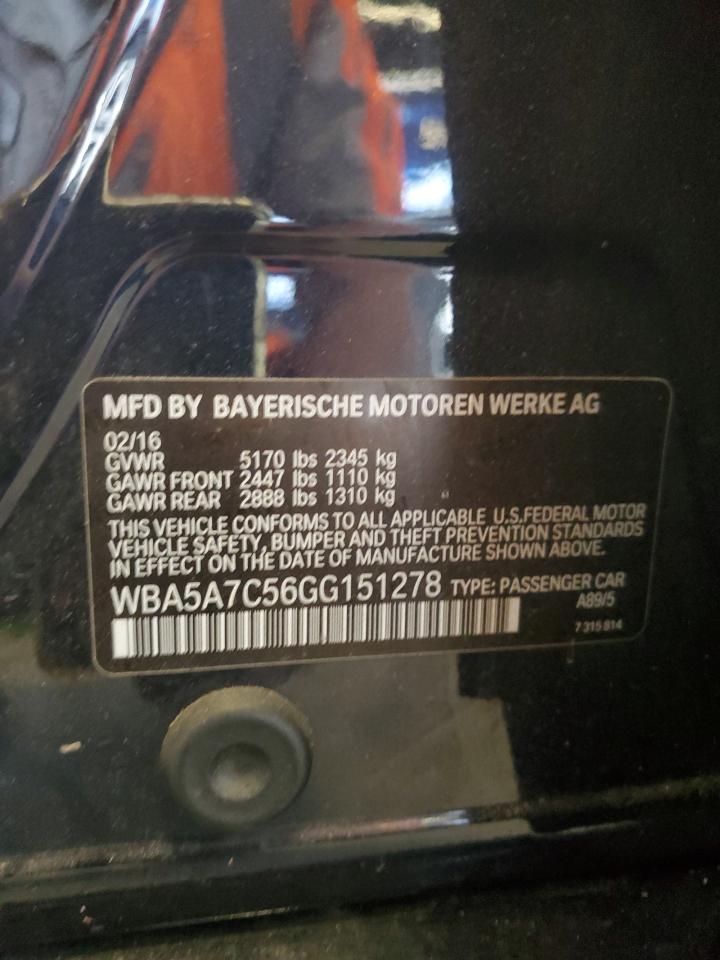 MFD BY BAYERISCHE MOTOREN WERKE AG
02/16
GVWR 5170 lbs 2345 kg
GAWR FRONT 2447 lbs 1110 kg
GAWR REAR 2888 lbs 1310 kg
THIS VEHICLE CONFORMS TO ALL APPLICABLE U.S.FEDERAL MOTOR
VEHICLE SAFETY, BUMPER AND THEFT PREVENTION STANDARDS
IN EFFECT ON THE DATE OF MANUFACTURE SHOWN ABOVE.
WBA5A7C56GG151278 TYPE: PASSENGER CAR
A89/5
7 315 814